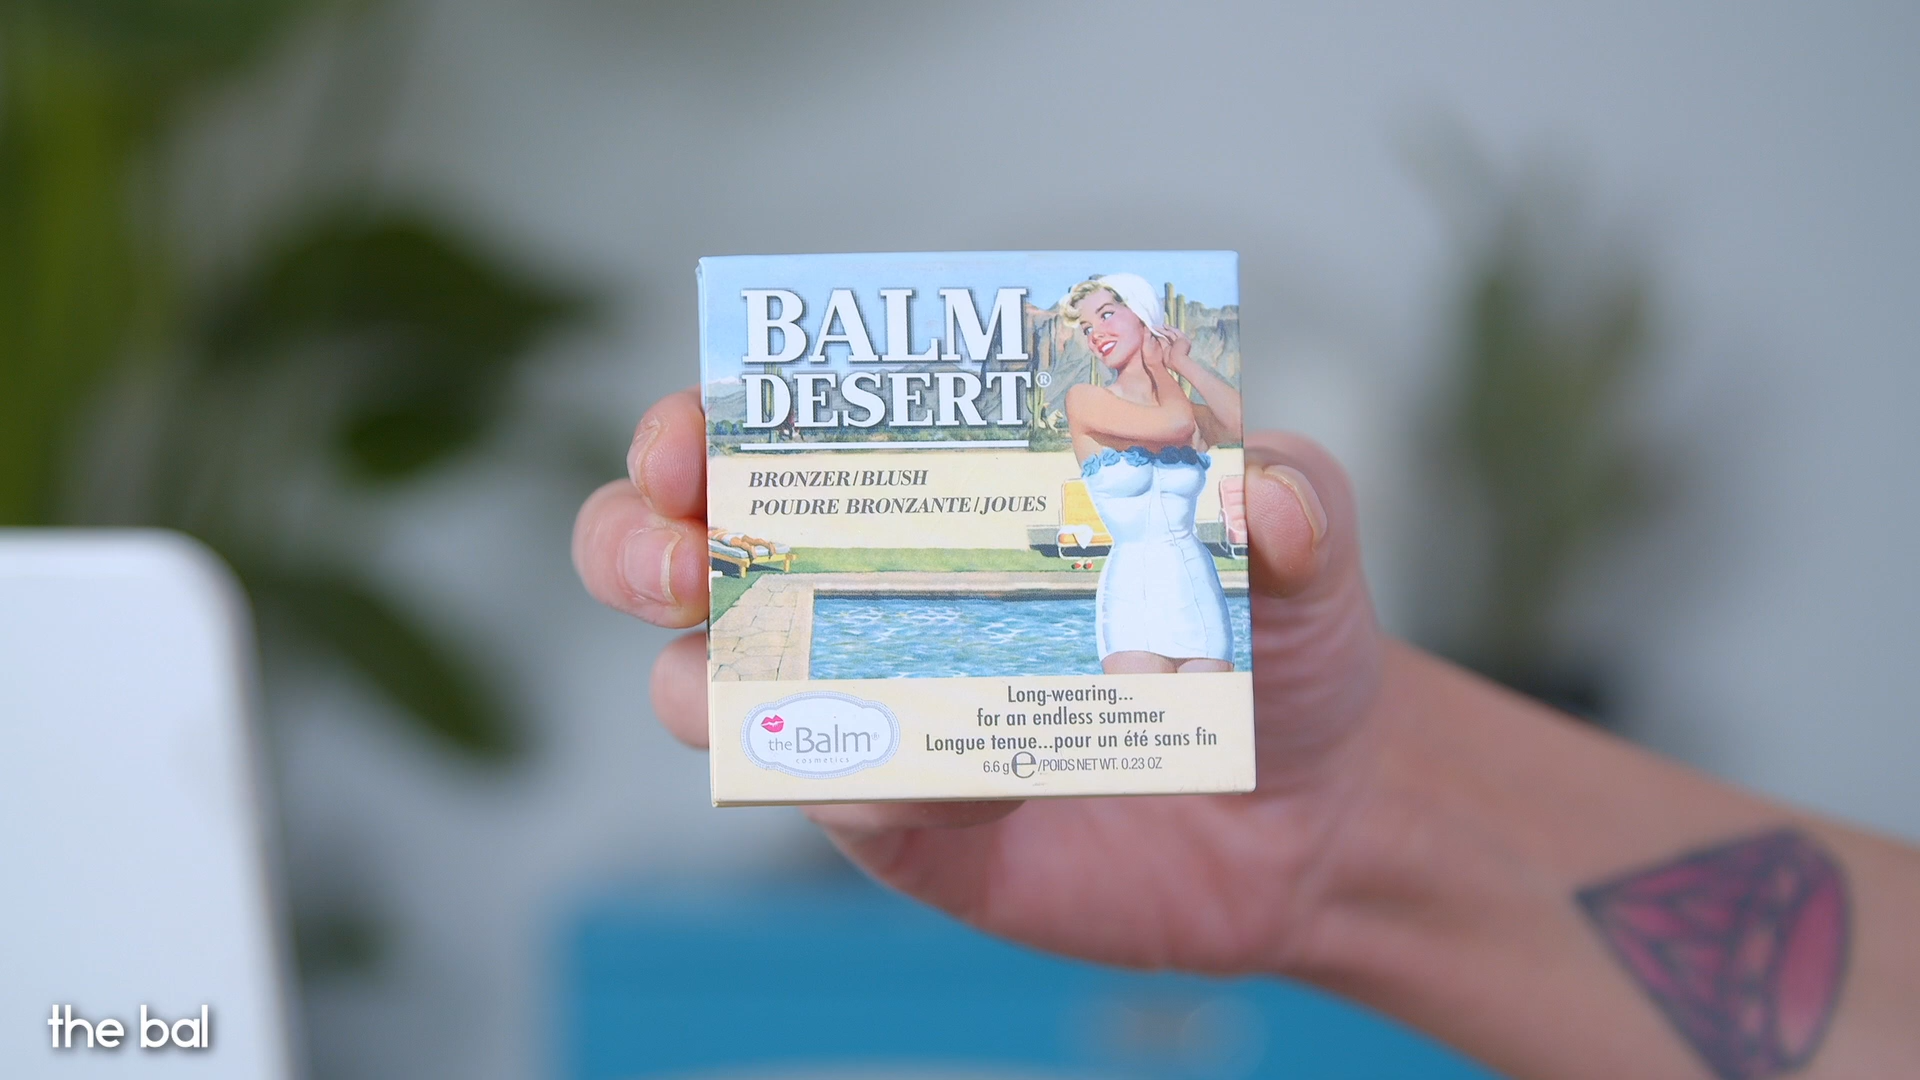 BALM
DESERT®
BRONZER/BLUSH
POUDRE BRONZANTE/JOUES
Long-wearing...
for an endless summer
Longue tenue...pour un été sans fin
6.6 g ℮/POIDS NET WT. 0.23 OZ
theBalm®
cosmetics
the bal